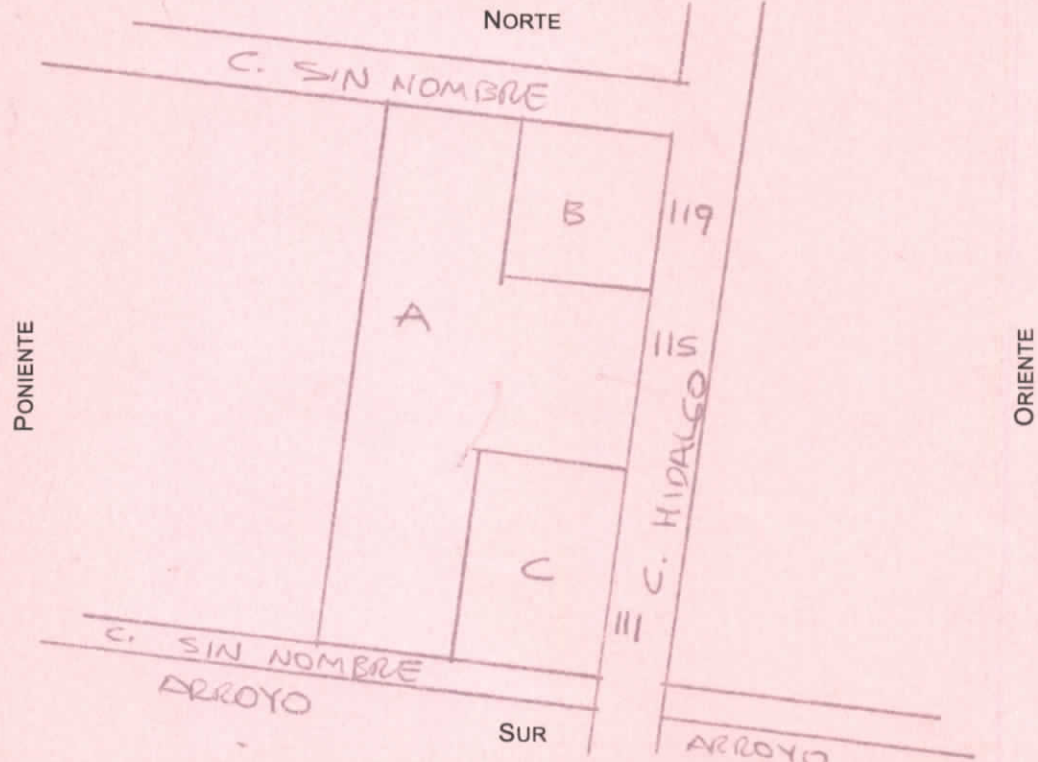 NORTE
C. SIN NOMBRE
B
119
A
115
PONIENTE
ORIENTE
C. HIDALGO
C
111
C. SIN NOMBRE
ARROYO
SUR
ARROYO